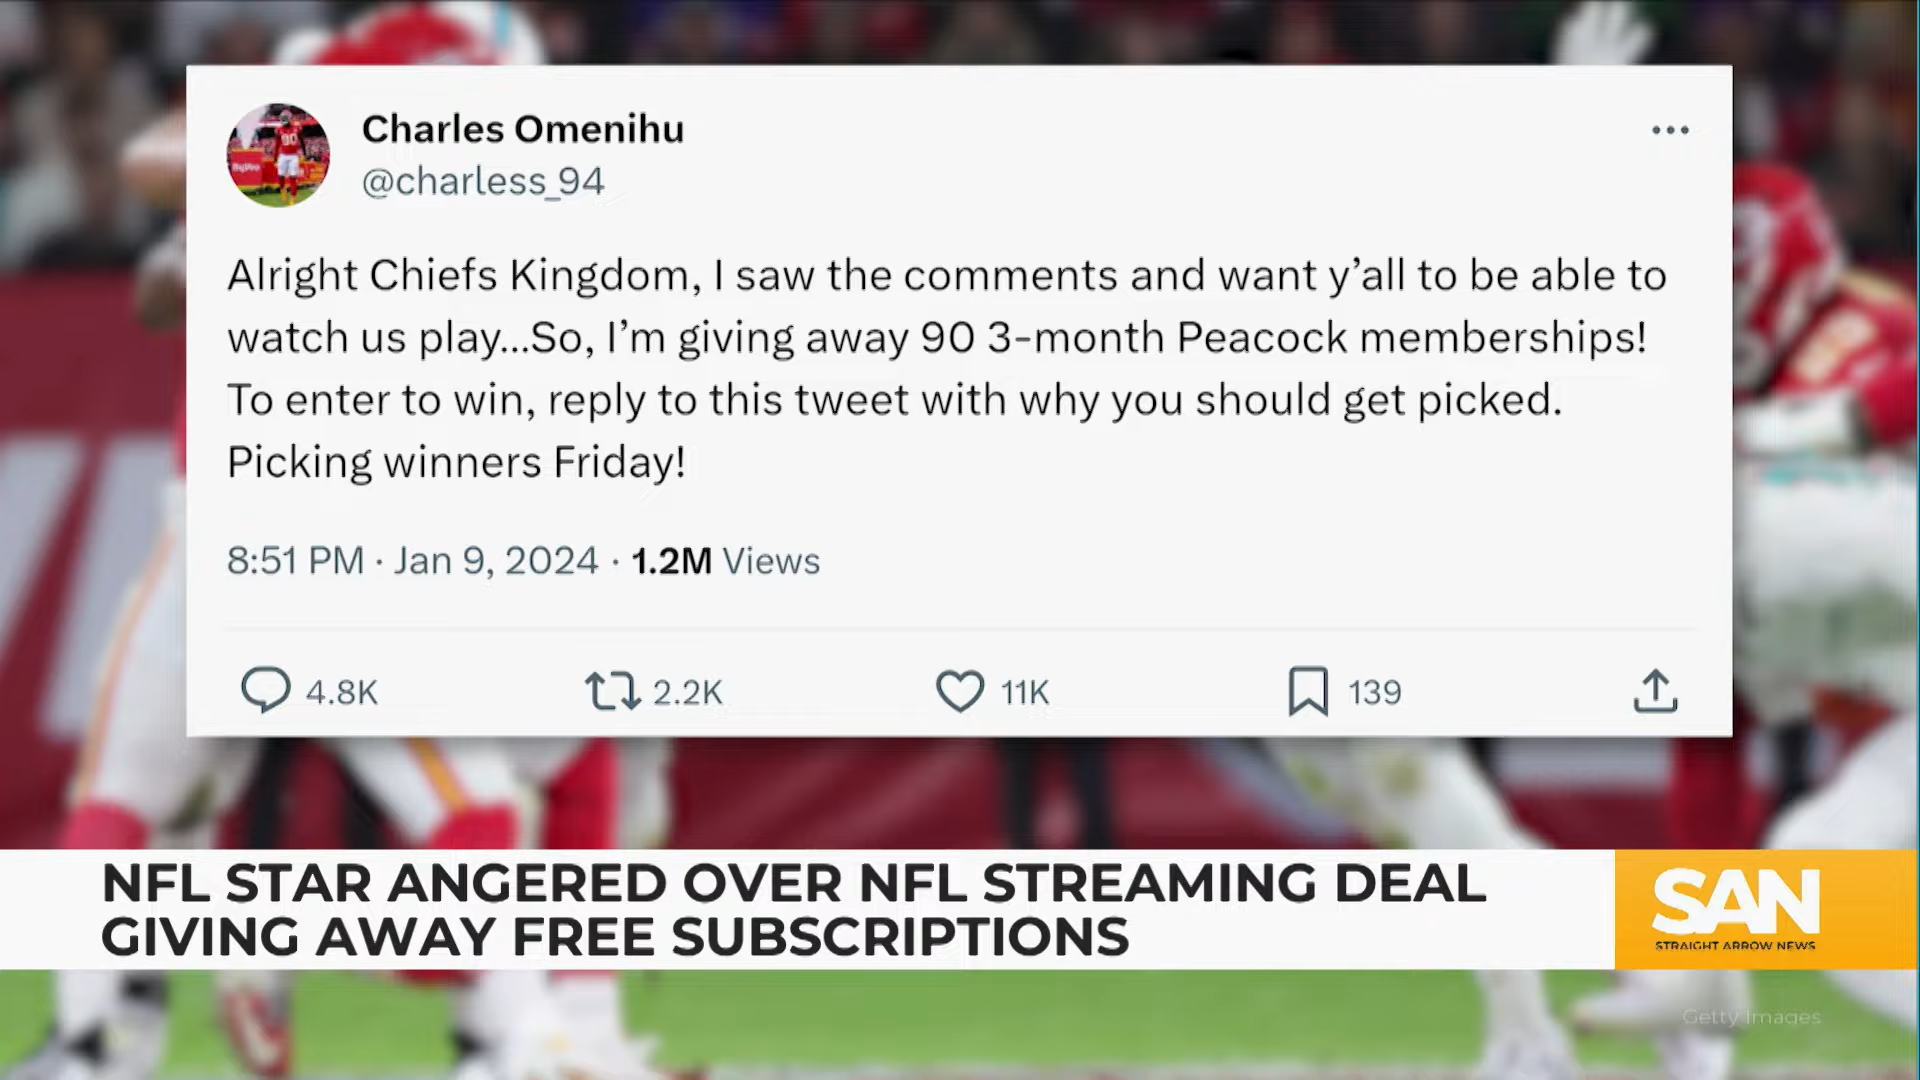 Charles Omenihu
@charless_94
Alright Chiefs Kingdom, I saw the comments and want y’all to be able to
watch us play...So, I’m giving away 90 3-month Peacock memberships!
To enter to win, reply to this tweet with why you should get picked.
Picking winners Friday!
8:51 PM · Jan 9, 2024 · 1.2M Views
4.8K 2.2K 11K 139
NFL STAR ANGERED OVER NFL STREAMING DEAL
GIVING AWAY FREE SUBSCRIPTIONS
SAN
STRAIGHT ARROW NEWS
Getty Images